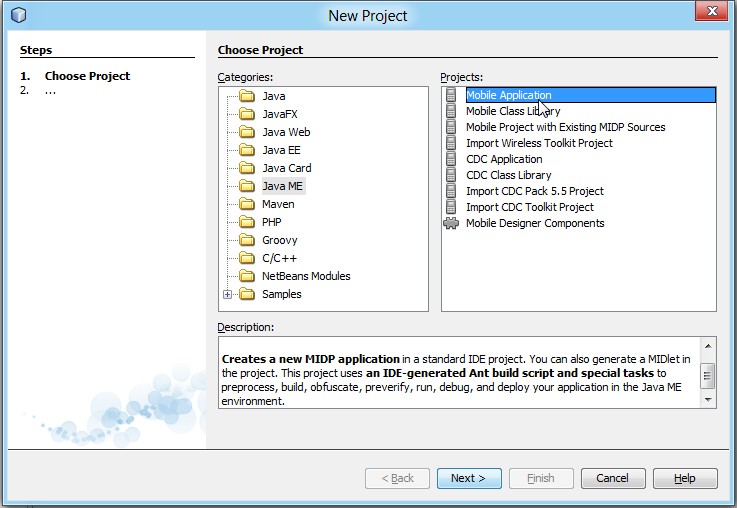 New Project
Steps
1. Choose Project
2. ...
Choose Project
Categories:
Java
JavaFX
Java Web
Java EE
Java Card
Java ME
Maven
PHP
Groovy
C/C++
NetBeans Modules
Samples
Projects:
Mobile Application
Mobile Class Library
Mobile Project with Existing MIDP Sources
Import Wireless Toolkit Project
CDC Application
CDC Class Library
Import CDC Pack 5.5 Project
Import CDC Toolkit Project
Mobile Designer Components
Description:
Creates a new MIDP application in a standard IDE project. You can also generate a MIDlet in
the project. This project uses an IDE-generated Ant build script and special tasks to
preprocess, build, obfuscate, preverify, run, debug, and deploy your application in the Java ME
environment.
< Back
Next >
Finish
Cancel
Help